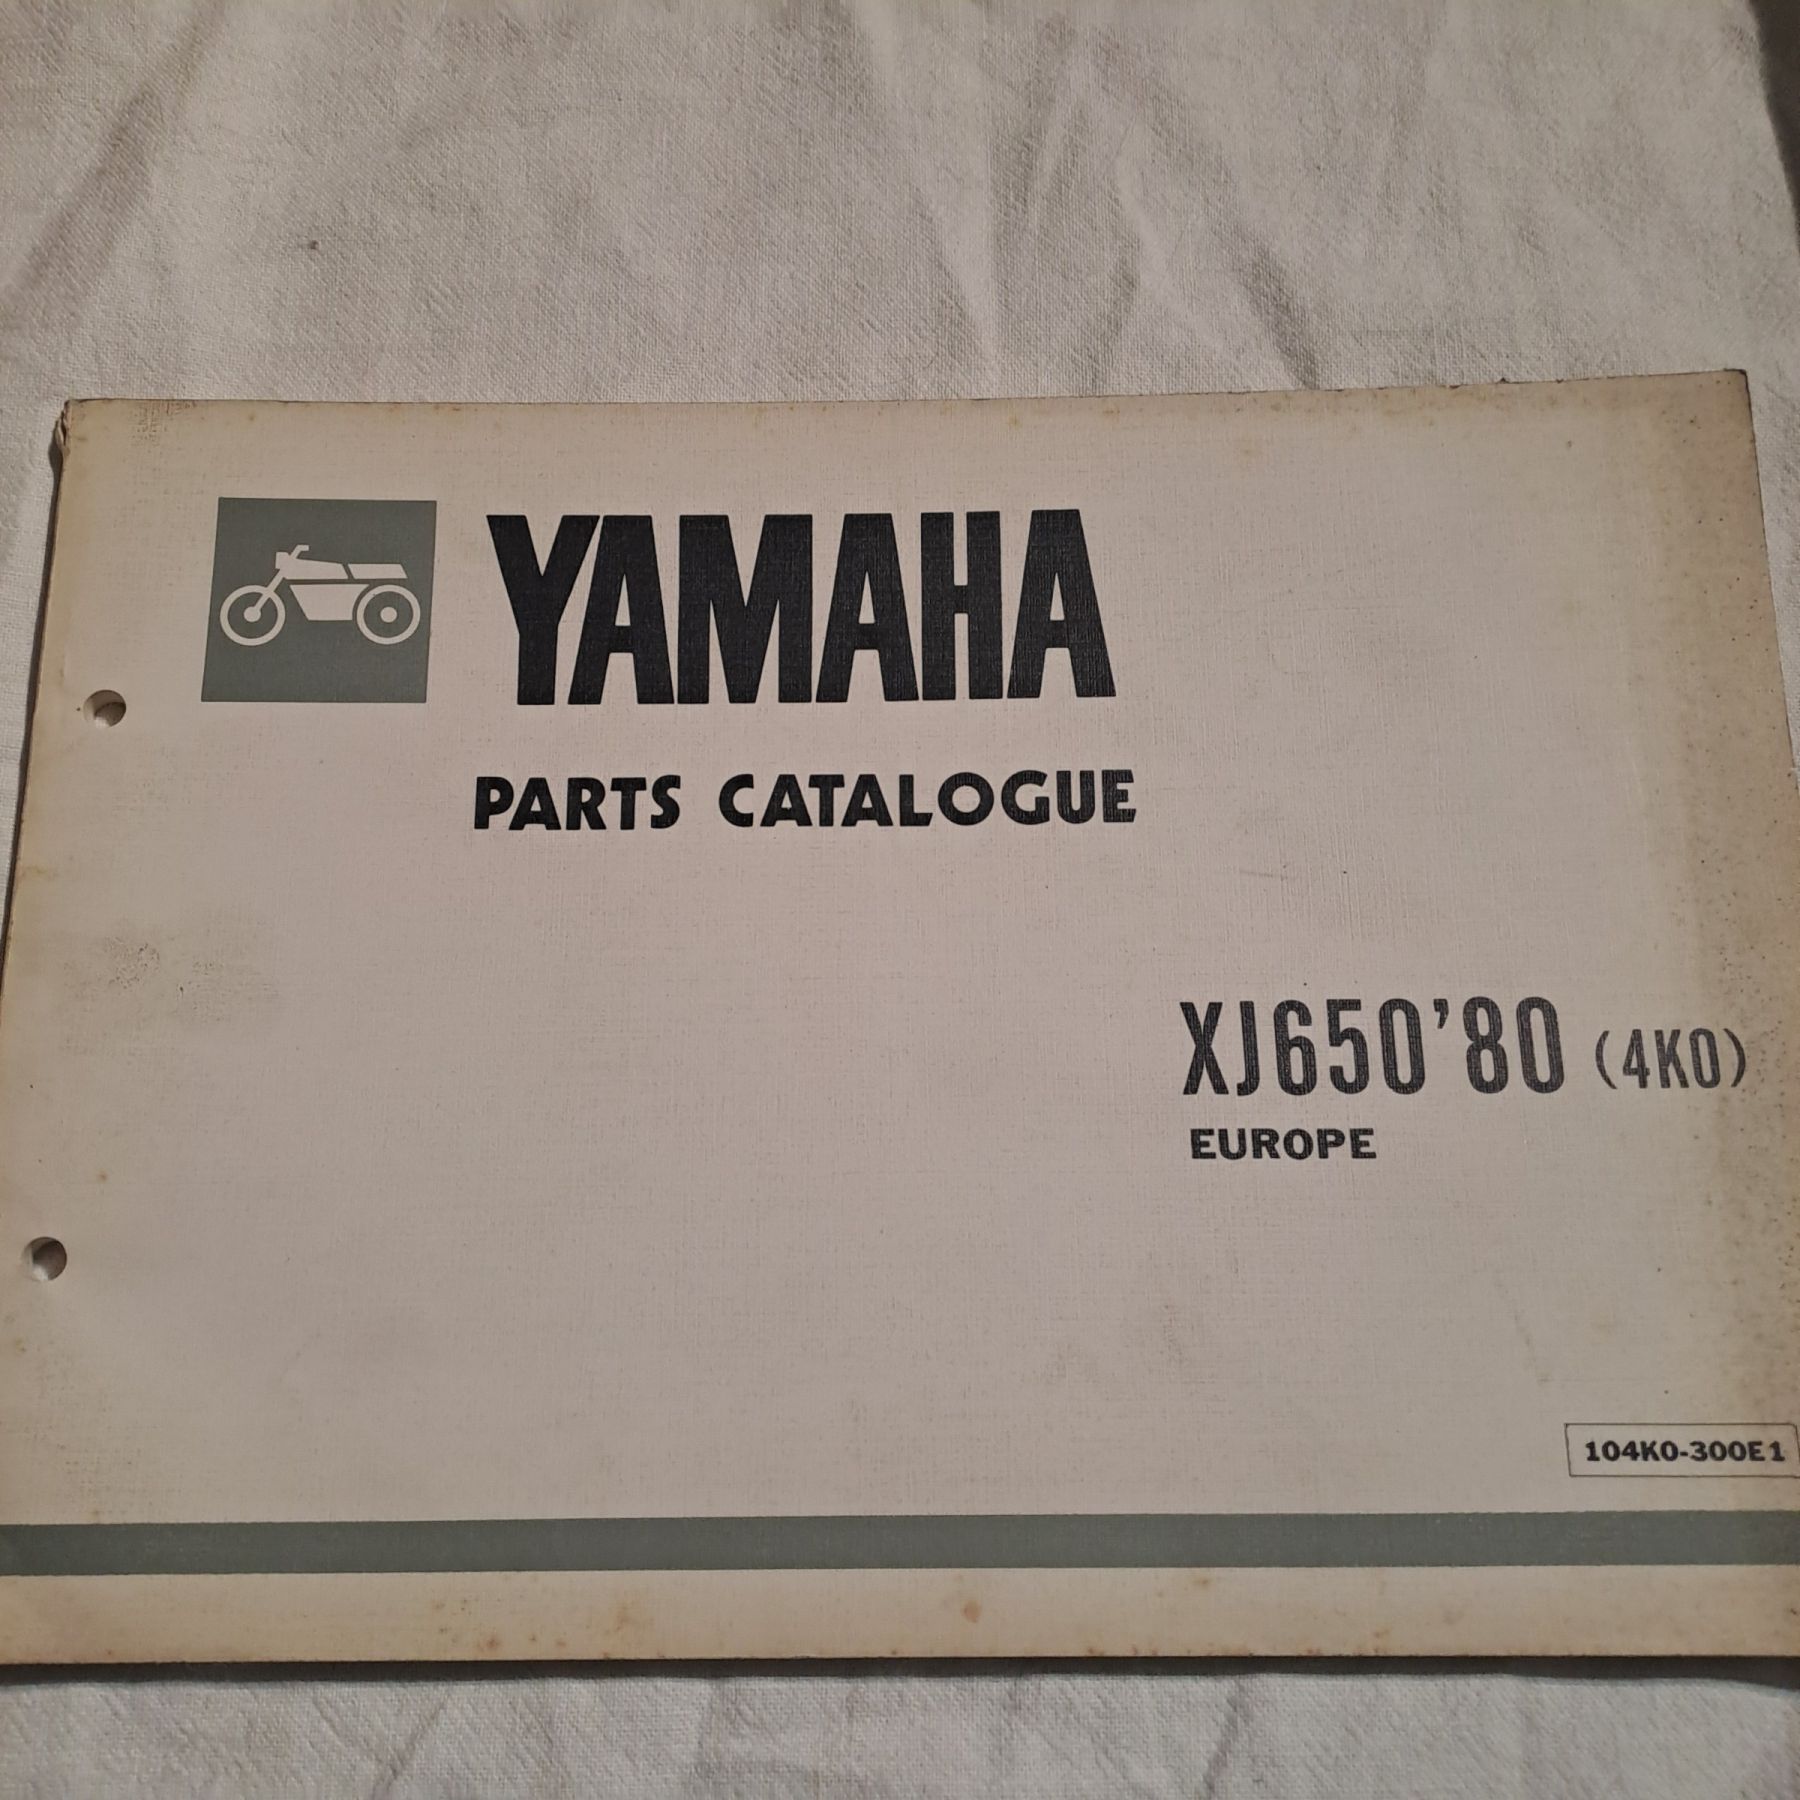 YAMAHA
PARTS CATALOGUE
XJ650'80 (4K0)
EUROPE
104K0-300E1